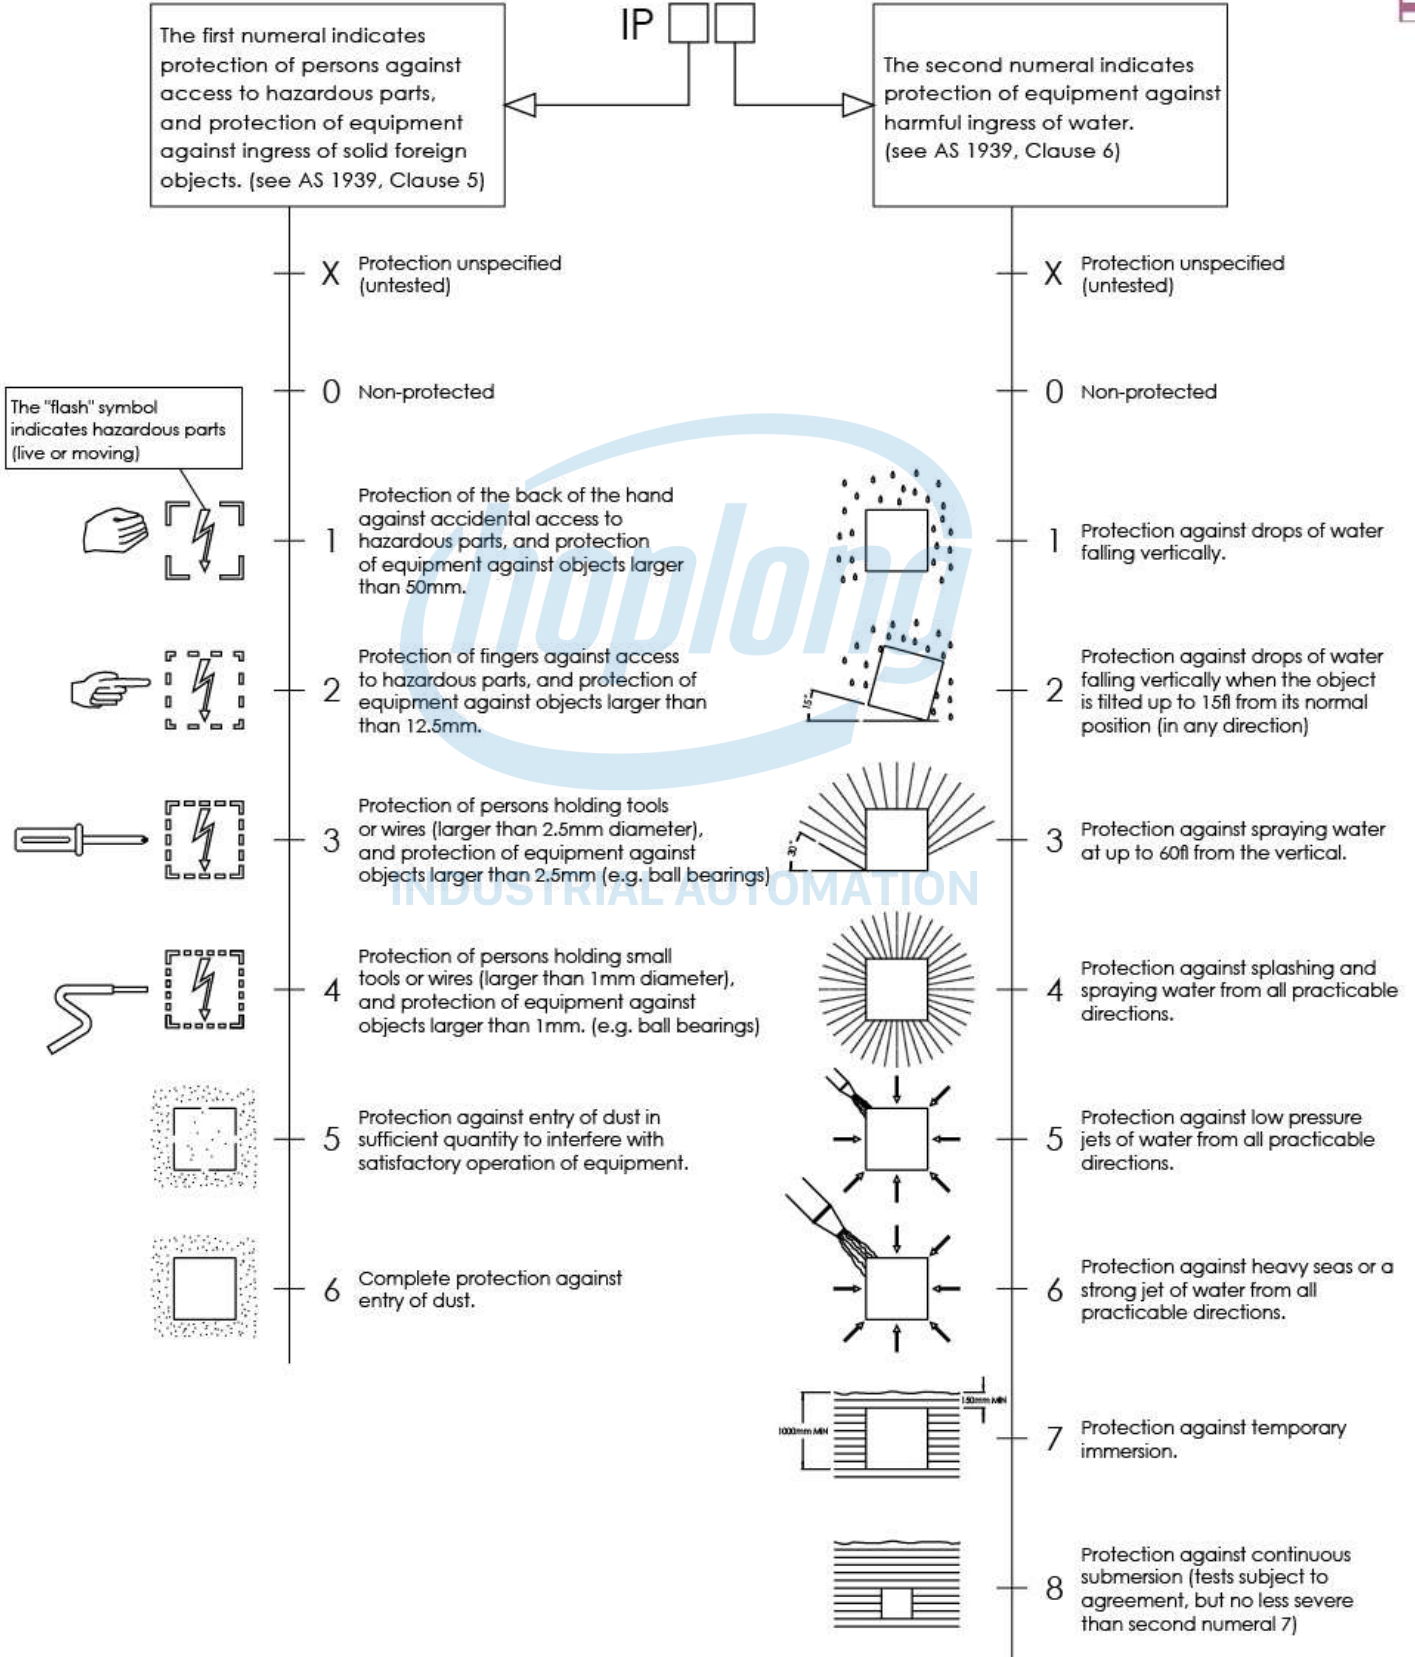 IP
The first numeral indicates
protection of persons against
access to hazardous parts,
and protection of equipment
against ingress of solid foreign
objects. (see AS 1939, Clause 5)
The second numeral indicates
protection of equipment against
harmful ingress of water.
(see AS 1939, Clause 6)
X Protection unspecified
(untested)
0 Non-protected
The "flash" symbol
indicates hazardous parts
(live or moving)
1 Protection of the back of the hand
against accidental access to
hazardous parts, and protection
of equipment against objects larger
than 50mm.
2 Protection of fingers against access
to hazardous parts, and protection of
equipment against objects larger than
than 12.5mm.
3 Protection of persons holding tools
or wires (larger than 2.5mm diameter),
and protection of equipment against
objects larger than 2.5mm (e.g. ball bearings)
4 Protection of persons holding small
tools or wires (larger than 1mm diameter),
and protection of equipment against
objects larger than 1mm. (e.g. ball bearings)
5 Protection against entry of dust in
sufficient quantity to interfere with
satisfactory operation of equipment.
6 Complete protection against
entry of dust.
X Protection unspecified
(untested)
0 Non-protected
1 Protection against drops of water
falling vertically.
15°
2 Protection against drops of water
falling vertically when the object
is tilted up to 15fl from its normal
position (in any direction)
30°
3 Protection against spraying water
at up to 60fl from the vertical.
4 Protection against splashing and
spraying water from all practicable
directions.
5 Protection against low pressure
jets of water from all practicable
directions.
6 Protection against heavy seas or a
strong jet of water from all
practicable directions.
150mm MIN
1000mm MIN
7 Protection against temporary
immersion.
8 Protection against continuous
submersion (tests subject to
agreement, but no less severe
than second numeral 7)
hoplong
INDUSTRIAL AUTOMATION